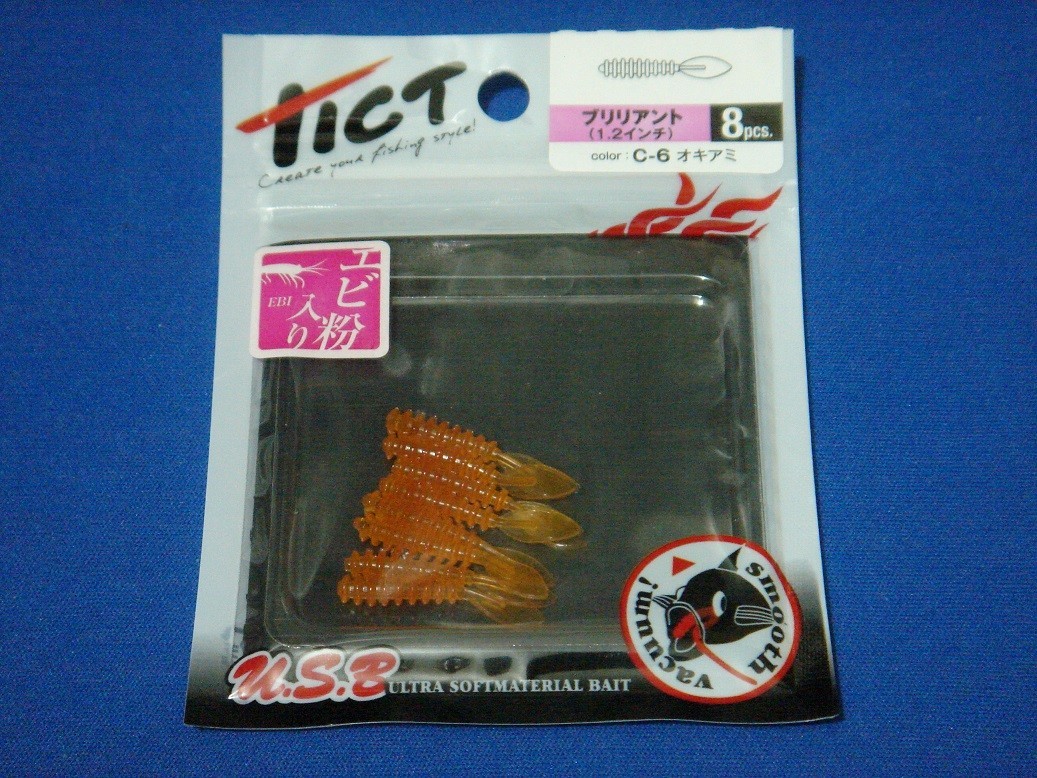 TICT
Create your fishing style!
ブリリアント
(1.2インチ)
8pcs.
color : C-6 オキアミ
エビ粉
入り
EBI
smooth
vacuum!
U.S.B
ULTRA SOFTMATERIAL BAIT